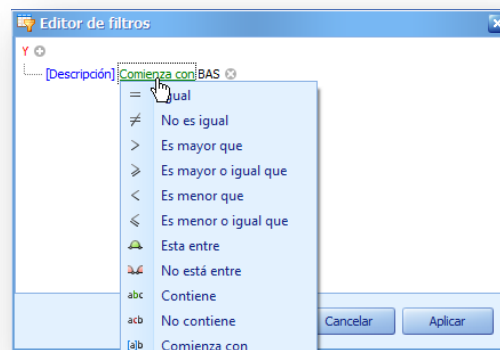 Editor de filtros
Y
[Descripción] Comienza con BAS
= Igual
≠ No es igual
> Es mayor que
⩾ Es mayor o igual que
< Es menor que
⩽ Es menor o igual que
Esta entre
No está entre
abc Contiene
acb No contiene
[a]b Comienza con
Cancelar Aplicar